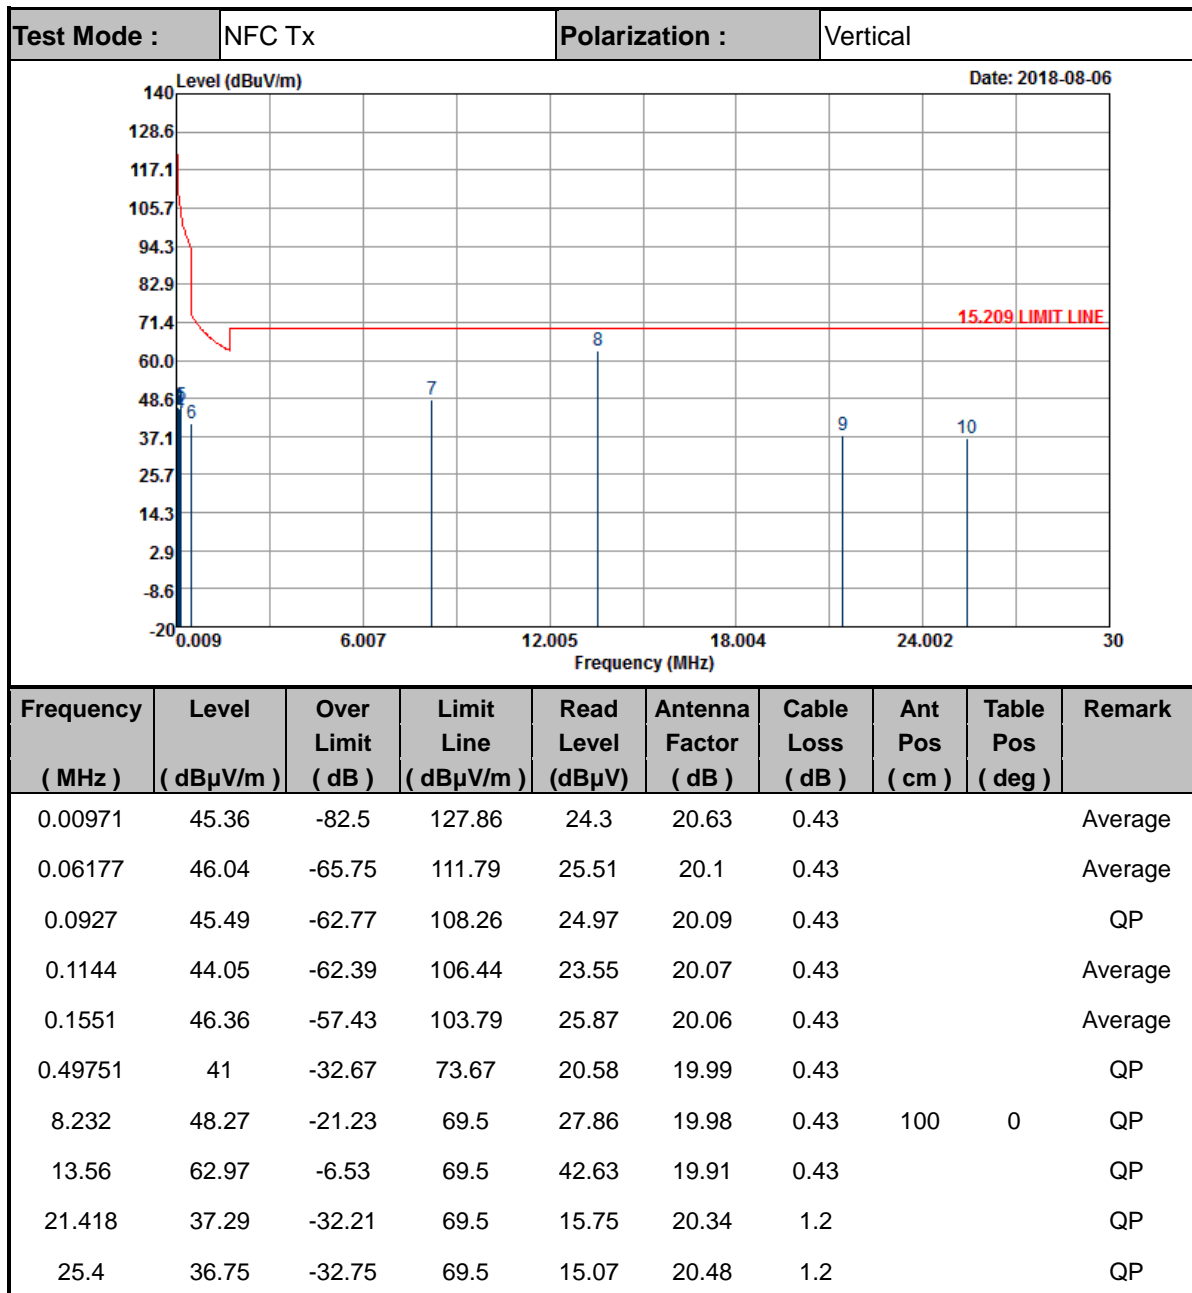 Test Mode : NFC Tx Polarization : Vertical
Level (dBuV/m) Date: 2018-08-06
140
128.6
117.1
105.7
94.3
82.9
71.4
60.0
48.6
37.1
25.7
14.3
2.9
-8.6
-20
15.209 LIMIT LINE
5
6
7
8
9
10
0.009 6.007 12.005 18.004 24.002 30
Frequency (MHz)
Frequency Level Over Limit Read Antenna Cable Ant Table Remark
Limit Line Level Factor Loss Pos Pos
( MHz ) ( dBµV/m ) ( dB ) ( dBµV/m ) (dBµV) ( dB ) ( dB ) ( cm ) ( deg )
0.00971 45.36 -82.5 127.86 24.3 20.63 0.43 Average
0.06177 46.04 -65.75 111.79 25.51 20.1 0.43 Average
0.0927 45.49 -62.77 108.26 24.97 20.09 0.43 QP
0.1144 44.05 -62.39 106.44 23.55 20.07 0.43 Average
0.1551 46.36 -57.43 103.79 25.87 20.06 0.43 Average
0.49751 41 -32.67 73.67 20.58 19.99 0.43 QP
8.232 48.27 -21.23 69.5 27.86 19.98 0.43 100 0 QP
13.56 62.97 -6.53 69.5 42.63 19.91 0.43 QP
21.418 37.29 -32.21 69.5 15.75 20.34 1.2 QP
25.4 36.75 -32.75 69.5 15.07 20.48 1.2 QP